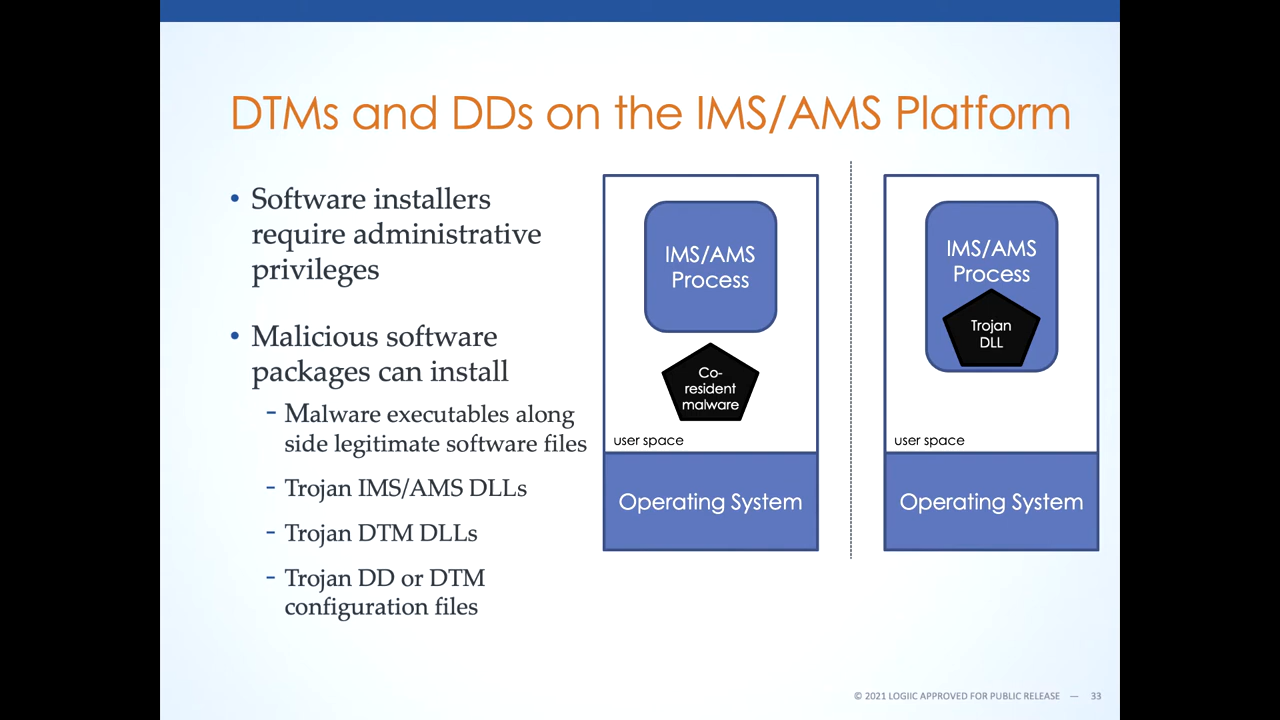 DTMs and DDs on the IMS/AMS Platform
• Software installers
require administrative
privileges
• Malicious software
packages can install
- Malware executables along
side legitimate software files
- Trojan IMS/AMS DLLs
- Trojan DTM DLLs
- Trojan DD or DTM
configuration files
IMS/AMS
Process
Co-
resident
malware
user space
Operating System
IMS/AMS
Process
Trojan
DLL
user space
Operating System
© 2021 LOGIIC APPROVED FOR PUBLIC RELEASE — 33